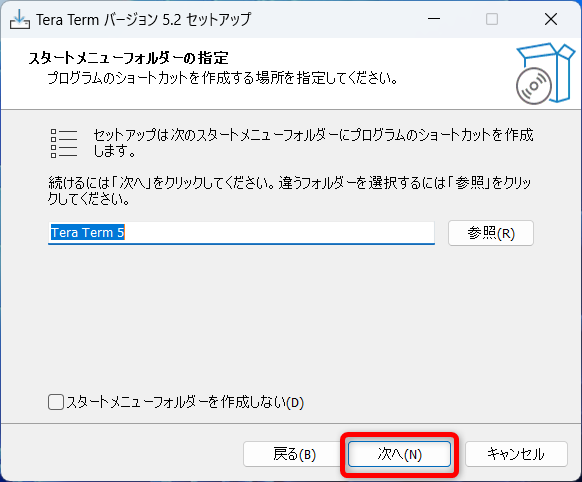 Tera Term バージョン 5.2 セットアップ
スタートメニューフォルダーの指定
プログラムのショートカットを作成する場所を指定してください。
セットアップは次のスタートメニューフォルダーにプログラムのショートカットを作成
します。
続けるには「次へ」をクリックしてください。違うフォルダーを選択するには「参照」をクリッ
クしてください。
Tera Term 5
参照(R)
スタートメニューフォルダーを作成しない(D)
戻る(B)
次へ(N)
キャンセル